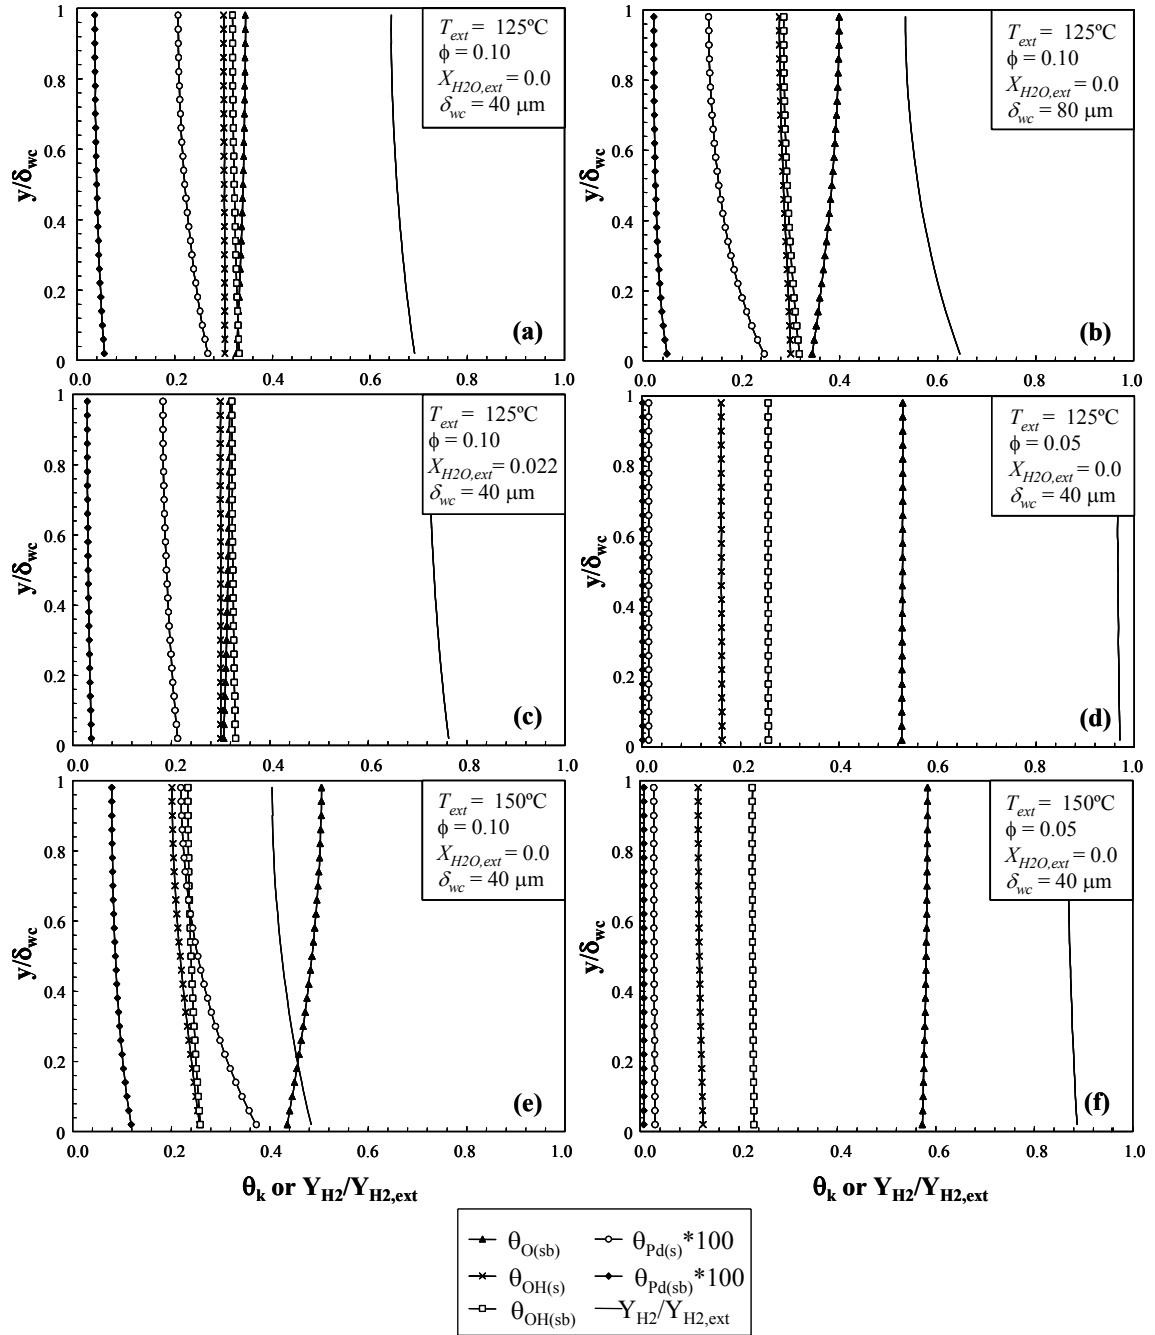 1
0.8
0.6
0.4
0.2
0
y/δwc
Text = 125ºC
ϕ = 0.10
XH2O,ext = 0.0
δwc = 40 µm
(a)
0.0 0.2 0.4 0.6 0.8 1.0
1
0.8
0.6
0.4
0.2
0
y/δwc
Text = 125ºC
ϕ = 0.10
XH2O,ext = 0.0
δwc = 80 µm
(b)
0.0 0.2 0.4 0.6 0.8 1.0
1
0.8
0.6
0.4
0.2
0
y/δwc
Text = 125ºC
ϕ = 0.10
XH2O,ext = 0.022
δwc = 40 µm
(c)
0.0 0.2 0.4 0.6 0.8 1.0
1
0.8
0.6
0.4
0.2
0
y/δwc
Text = 125ºC
ϕ = 0.05
XH2O,ext = 0.0
δwc = 40 µm
(d)
0.0 0.2 0.4 0.6 0.8 1.0
1
0.8
0.6
0.4
0.2
0
y/δwc
Text = 150ºC
ϕ = 0.10
XH2O,ext = 0.0
δwc = 40 µm
(e)
0.0 0.2 0.4 0.6 0.8 1.0
θk or YH2/YH2,ext
1
0.8
0.6
0.4
0.2
0
y/δwc
Text = 150ºC
ϕ = 0.05
XH2O,ext = 0.0
δwc = 40 µm
(f)
0.0 0.2 0.4 0.6 0.8 1.0
θk or YH2/YH2,ext
θO(sb) θPd(s)*100
θOH(s) θPd(sb)*100
θOH(sb) YH2/YH2,ext